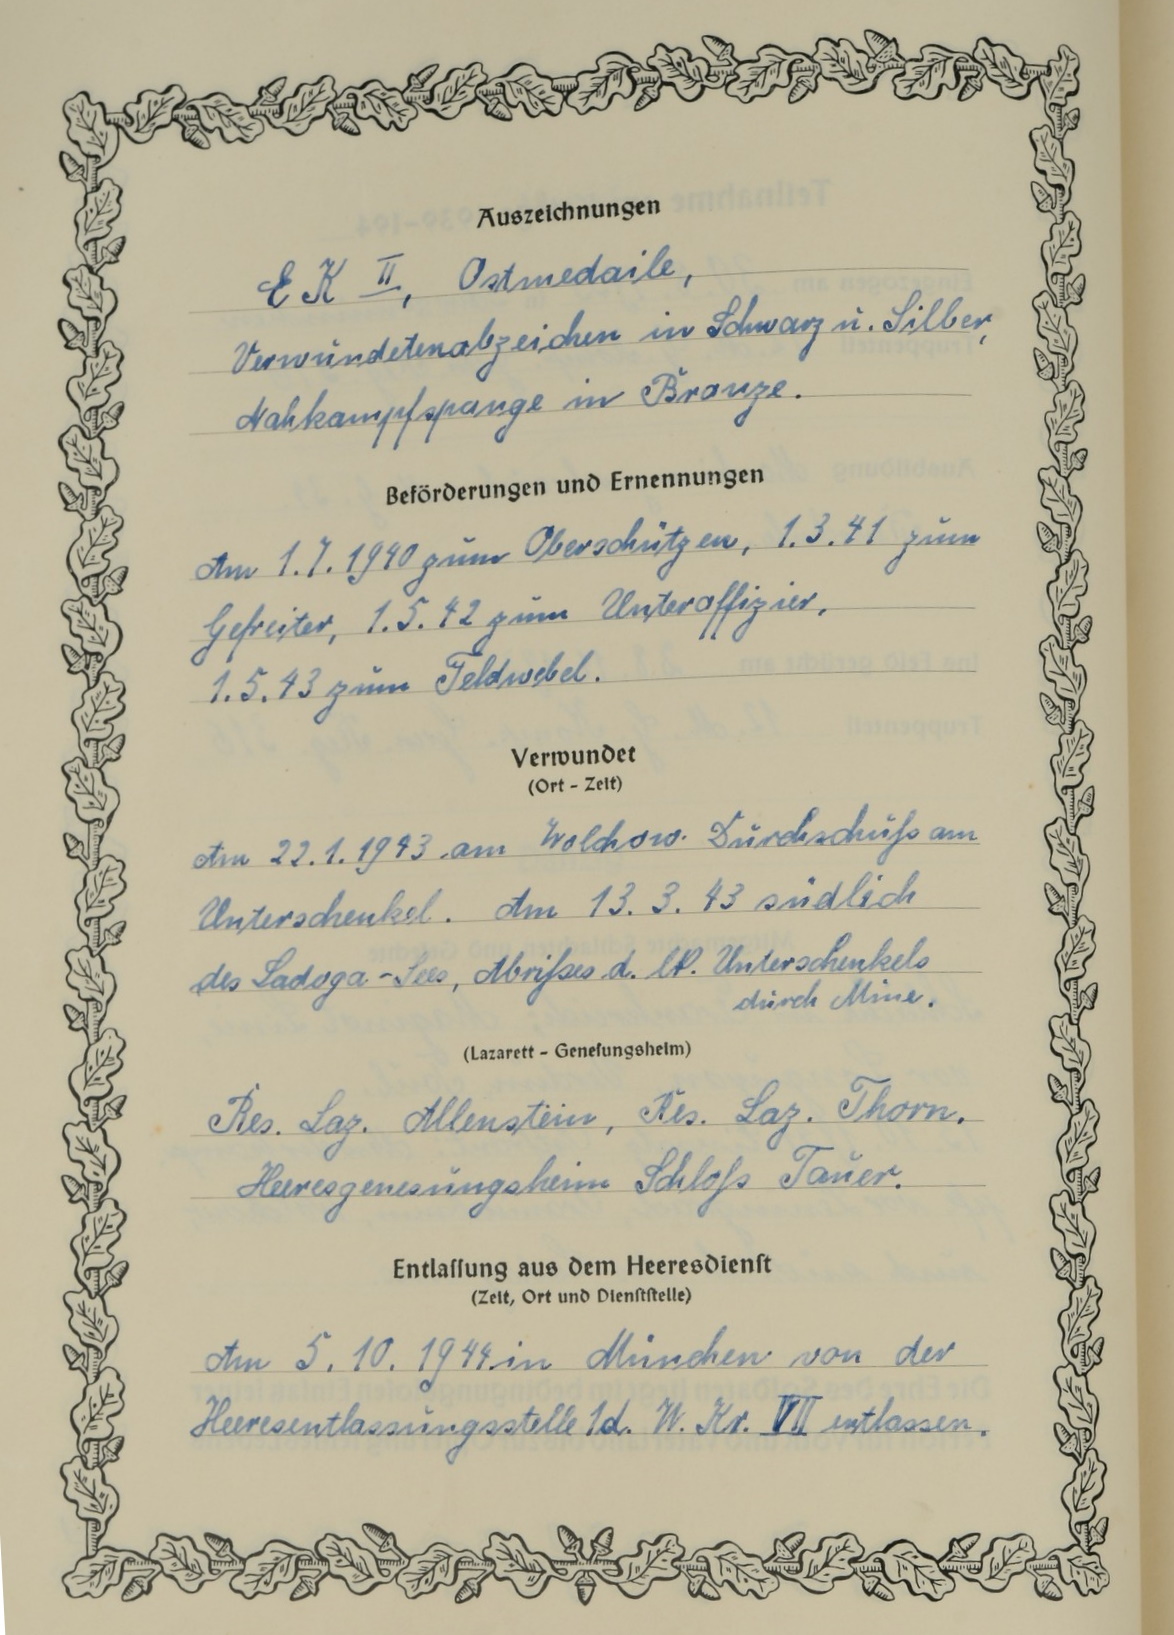 Auszeichnungen
E K II, Ostmedaile,
Verwundetenabzeichen in Schwarz u. Silber,
Nahkampfspange in Bronze.
Beförderungen und Ernennungen
Am 1.7.1940 zum Oberschützen, 1.3.41 zum
Gefreiter, 1.5.42 zum Unteroffizier,
1.5.43 zum Feldwebel.
Verwundet
(Ort - Zeit)
Am 22.1.1943 am Wolchow. Durchschuß am
Unterschenkel. Am 13. 3. 43 südlich
des Ladoga-Sees, Abrißes d. Unterschenkels
durch Mine.
(Lazarett - Genesungsheim)
Res. Laz. Allenstein, Res. Laz. Thorn.
Heeresgenesungsheim Schloß Tauer.
Entlassung aus dem Heeresdienst
(Zeit, Ort und Dienststelle)
Am 5. 10. 1944 in München von der
Heeresentlassungsstelle 1d. W. Kr. VII entlassen.